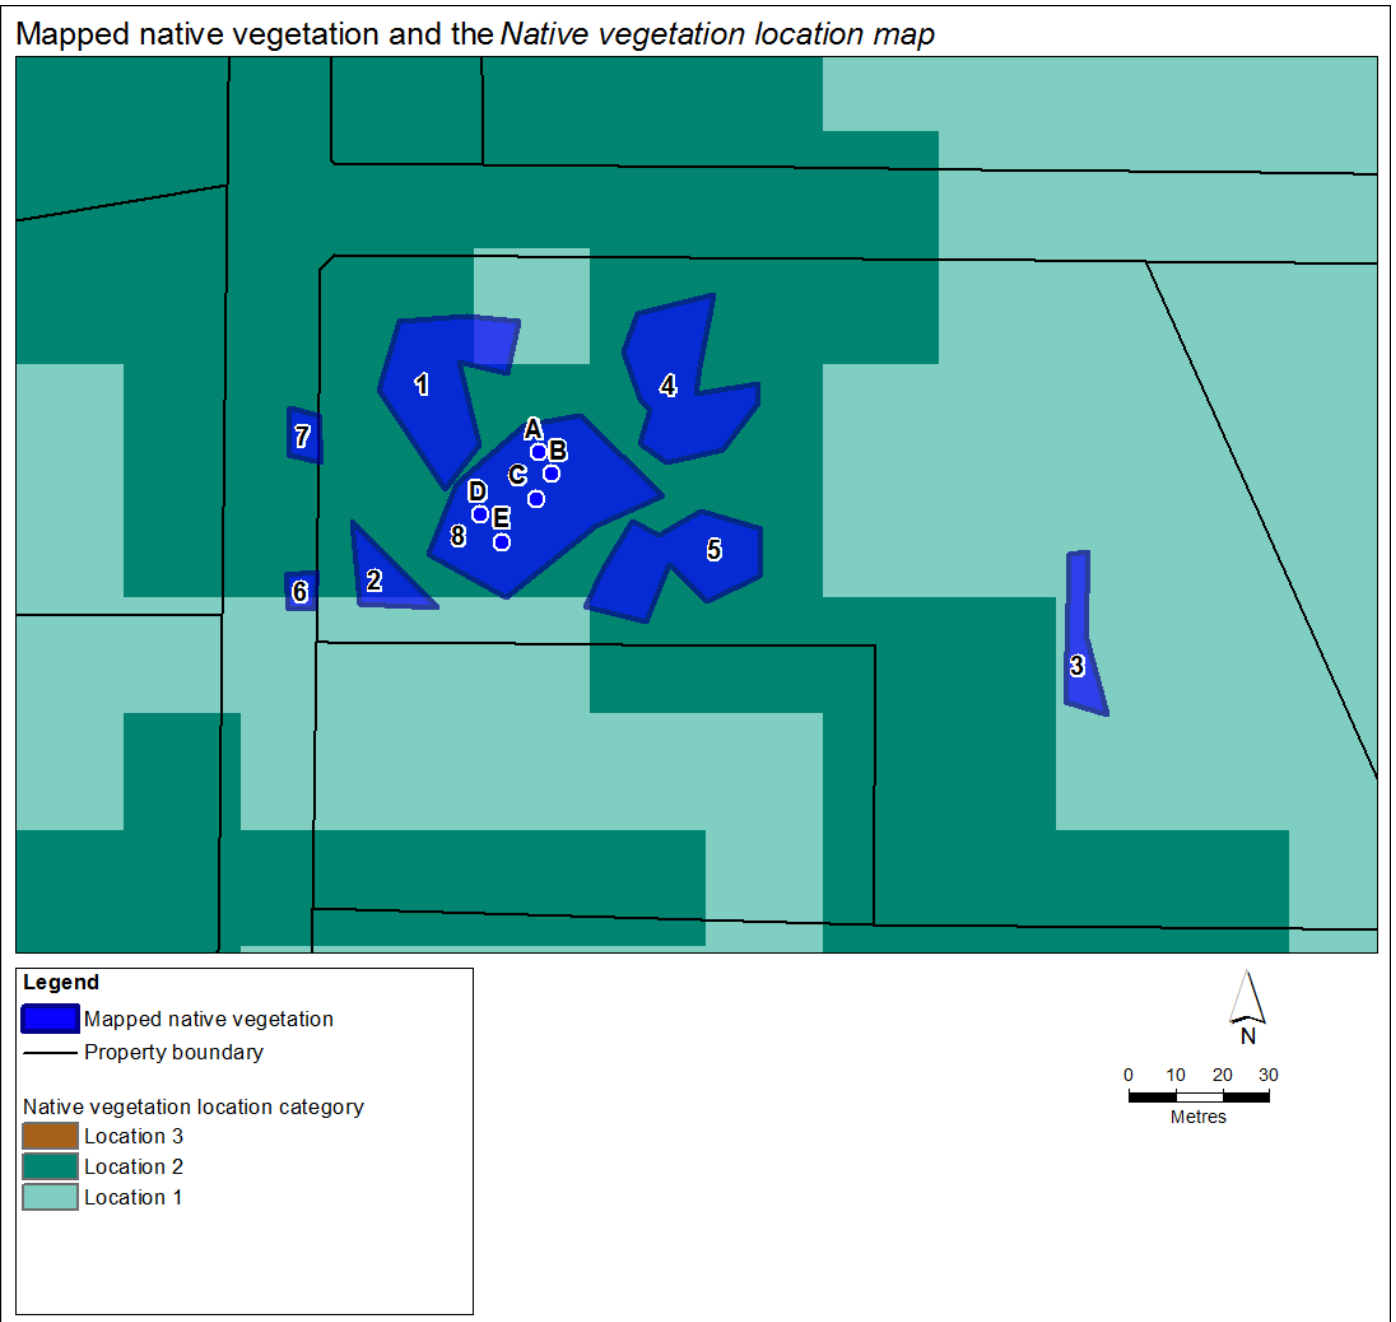 Mapped native vegetation and the Native vegetation location map
1
4
7
A
B
C
D
E
8
5
2
6
3
Legend
Mapped native vegetation
Property boundary
Native vegetation location category
Location 3
Location 2
Location 1
N
0 10 20 30
Metres